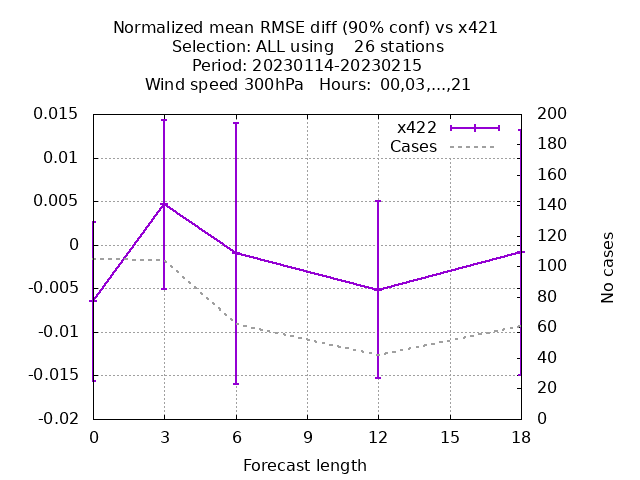 Normalized mean RMSE diff (90% conf) vs x421
Selection: ALL using    26 stations
Period: 20230114-20230215
Wind speed 300hPa   Hours:  00,03,...,21
0.015
0.01
0.005
0
-0.005
-0.01
-0.015
-0.02
x422
Cases
200
180
160
140
120
100
80
60
40
20
0
No cases
0 3 6 9 12 15 18
Forecast length